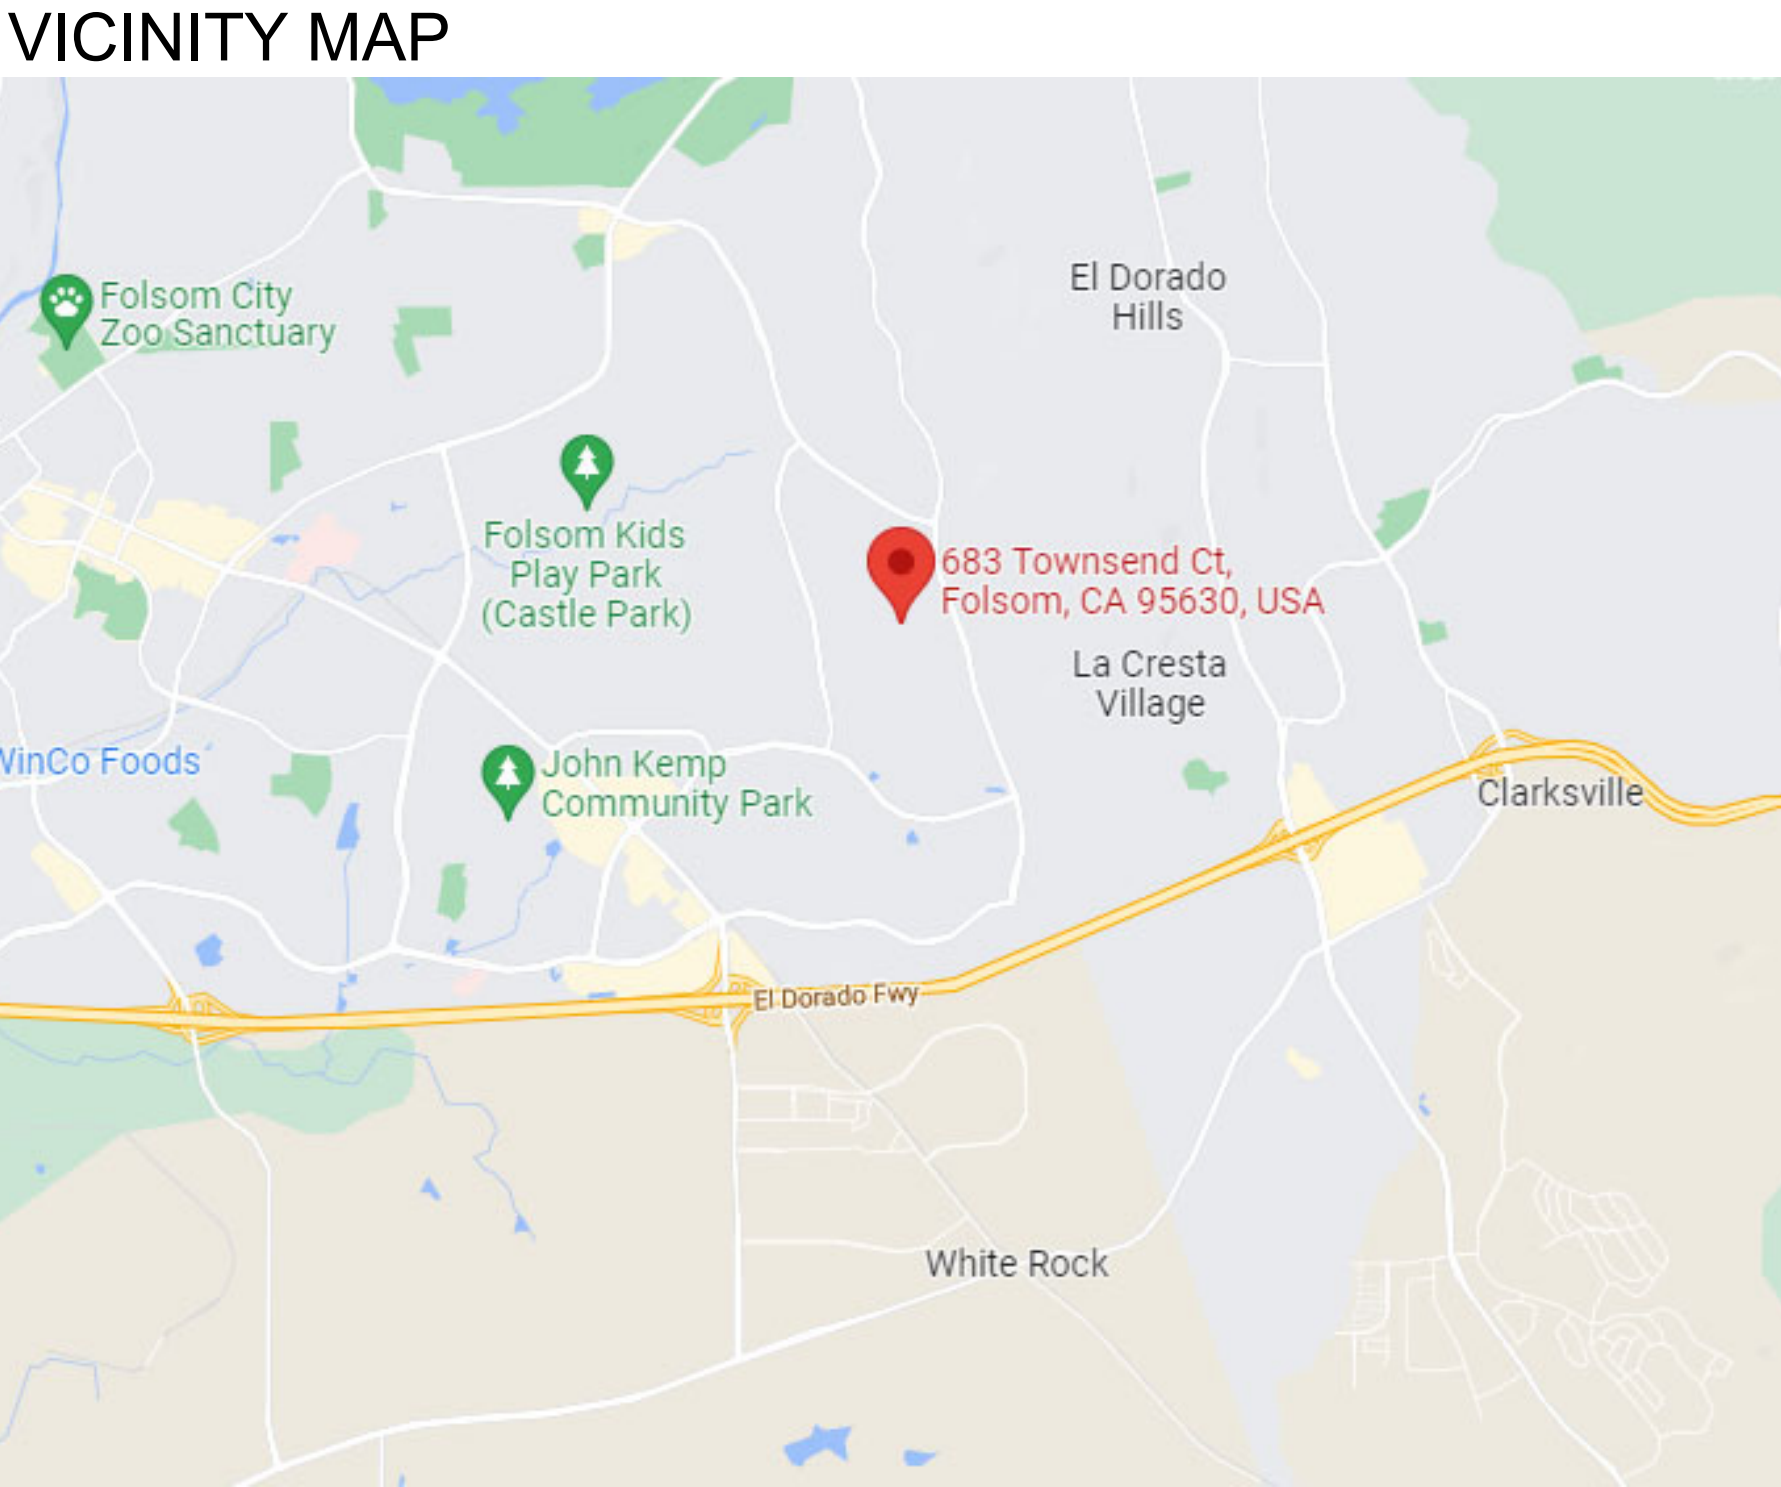 VICINITY MAP
El Dorado
Hills
Folsom City
Zoo Sanctuary
Folsom Kids
Play Park
(Castle Park)
683 Townsend Ct,
Folsom, CA 95630, USA
La Cresta
Village
WinCo Foods
John Kemp
Community Park
Clarksville
El Dorado Fwy
White Rock